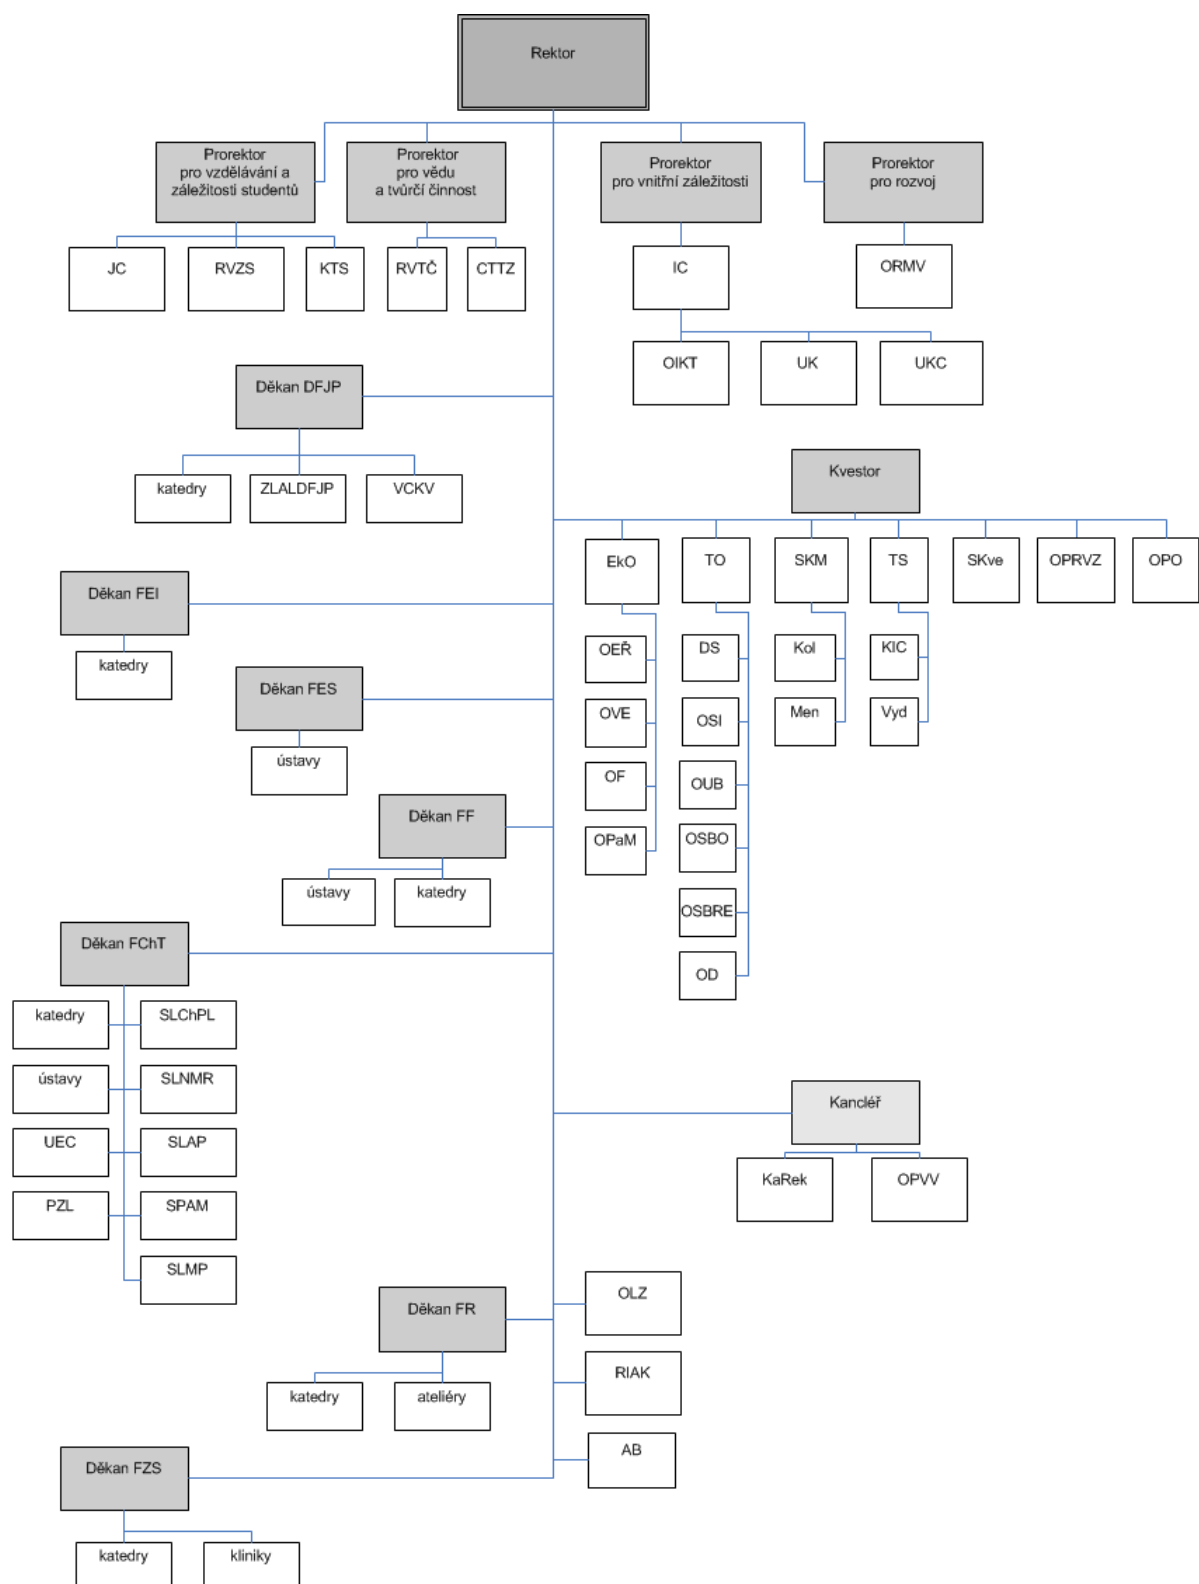 Rektor
Prorektor
pro vzdělávání a
záležitosti studentů
Prorektor
pro vědu
a tvůrčí činnost
Prorektor
pro vnitřní záležitosti
Prorektor
pro rozvoj
JC
RVZS
KTS
RVTČ
CTTZ
IC
ORMV
OIKT
UK
UKC
Děkan DFJP
katedry
ZLALDFJP
VCKV
Kvestor
EkO
TO
SKM
TS
SKve
OPRVZ
OPO
Děkan FEI
katedry
OEŘ
DS
Kol
KIC
Děkan FES
ústavy
OVE
OSI
Men
Vyd
OF
OUB
Děkan FF
ústavy
katedry
OPaM
OSBO
OSBRE
OD
Děkan FChT
katedry
SLChPL
ústavy
SLNMR
UEC
SLAP
PZL
SPAM
SLMP
Kancléř
KaRek
OPVV
Děkan FR
katedry
ateliéry
OLZ
RIAK
AB
Děkan FZS
katedry
kliniky